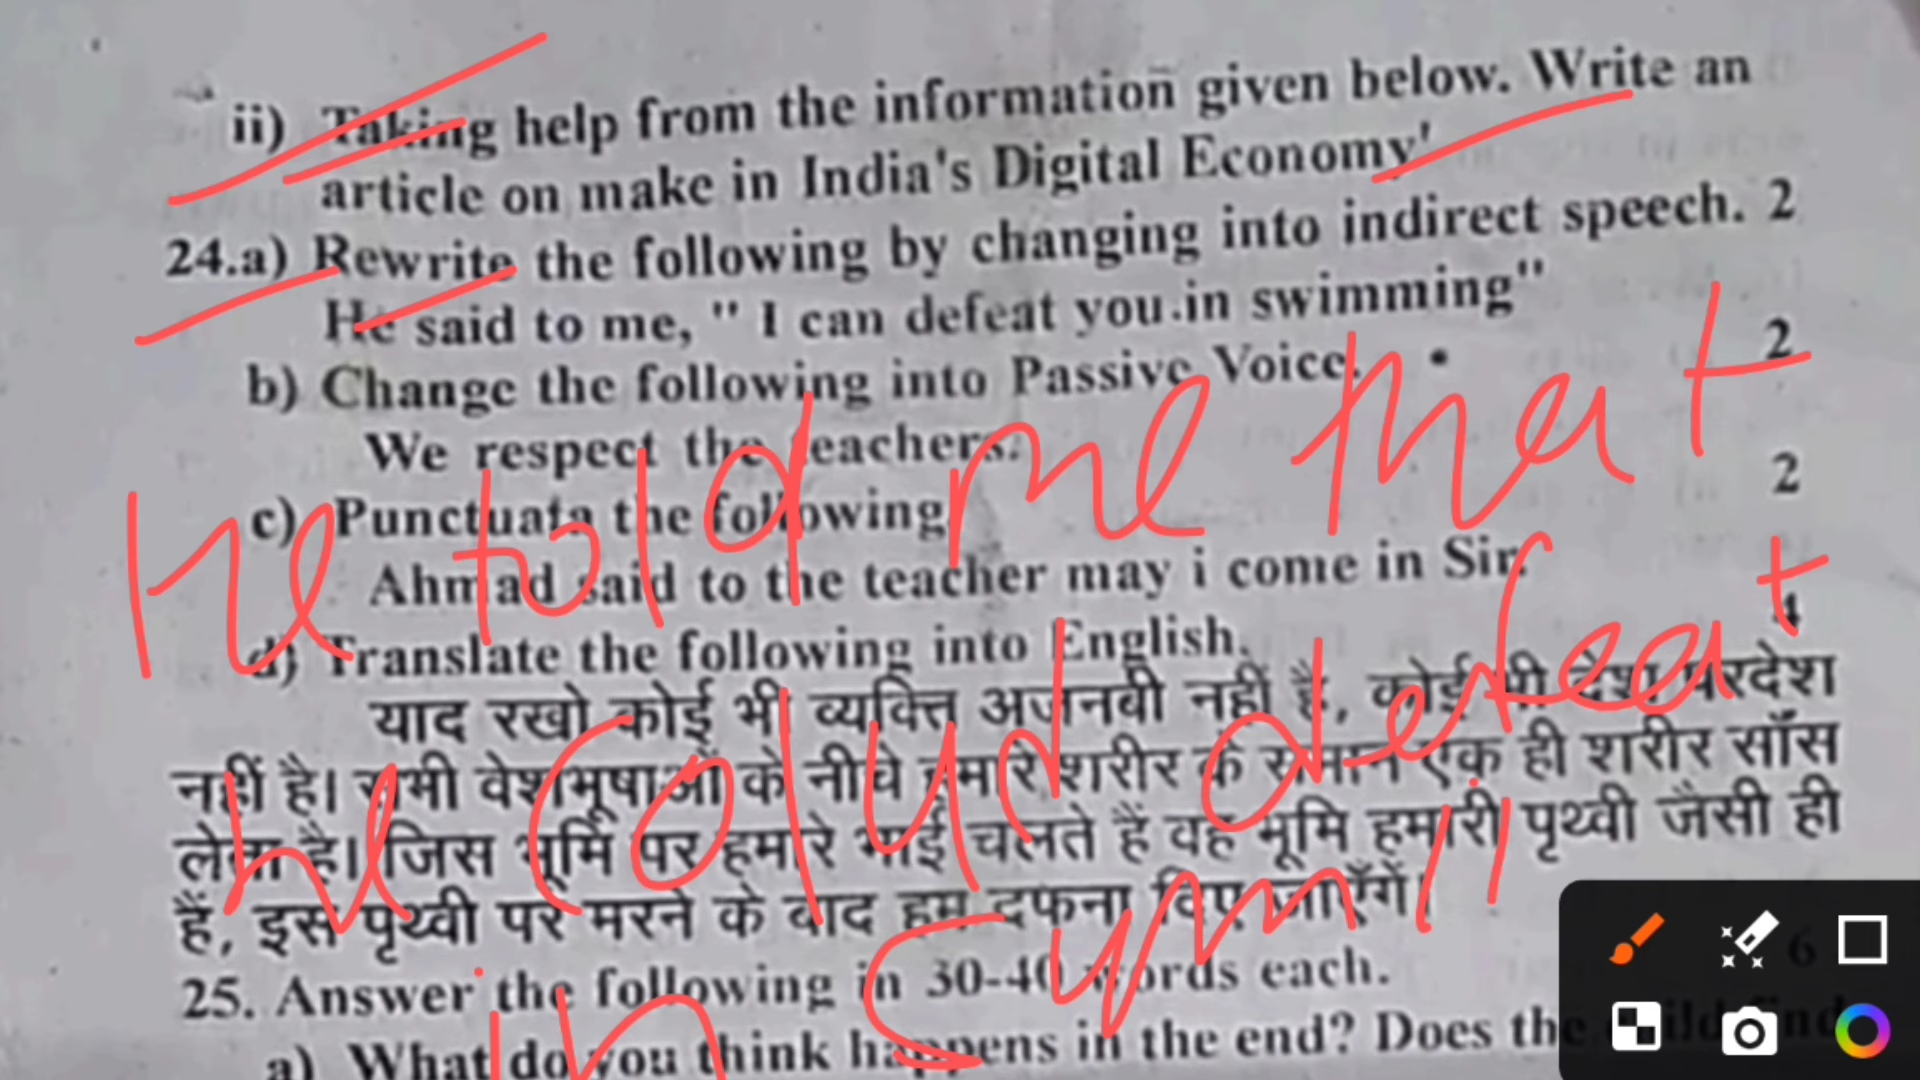 ii) Taking help from the information given below. Write an
article on make in India's Digital Economy'
24.a) Rewrite the following by changing into indirect speech. 2
He said to me, " I can defeat you.in swimming"
b) Change the following into Passive Voice. 2
We respect the teachers.
c) Punctuate the following 2
Ahmad said to the teacher may i come in Sir.
d) Translate the following into English. 4
याद रखो कोई भी व्यक्ति अजनबी नहीं है, कोई भी देश परदेश
नहीं है। सभी वेशभूषाओं के नीचे हमारे शरीर के समान एक ही शरीर साँस
लेता है। जिस भूमि पर हमारे भाई चलते हैं वह भूमि हमारी पृथ्वी जैसी ही
है, इस पृथ्वी पर मरने के बाद हम दफना दिए जाएँगें।
25. Answer the following in 30-40 words each. 6
a) What do you think happens in the end? Does the
He told me that
he colud defeat
in